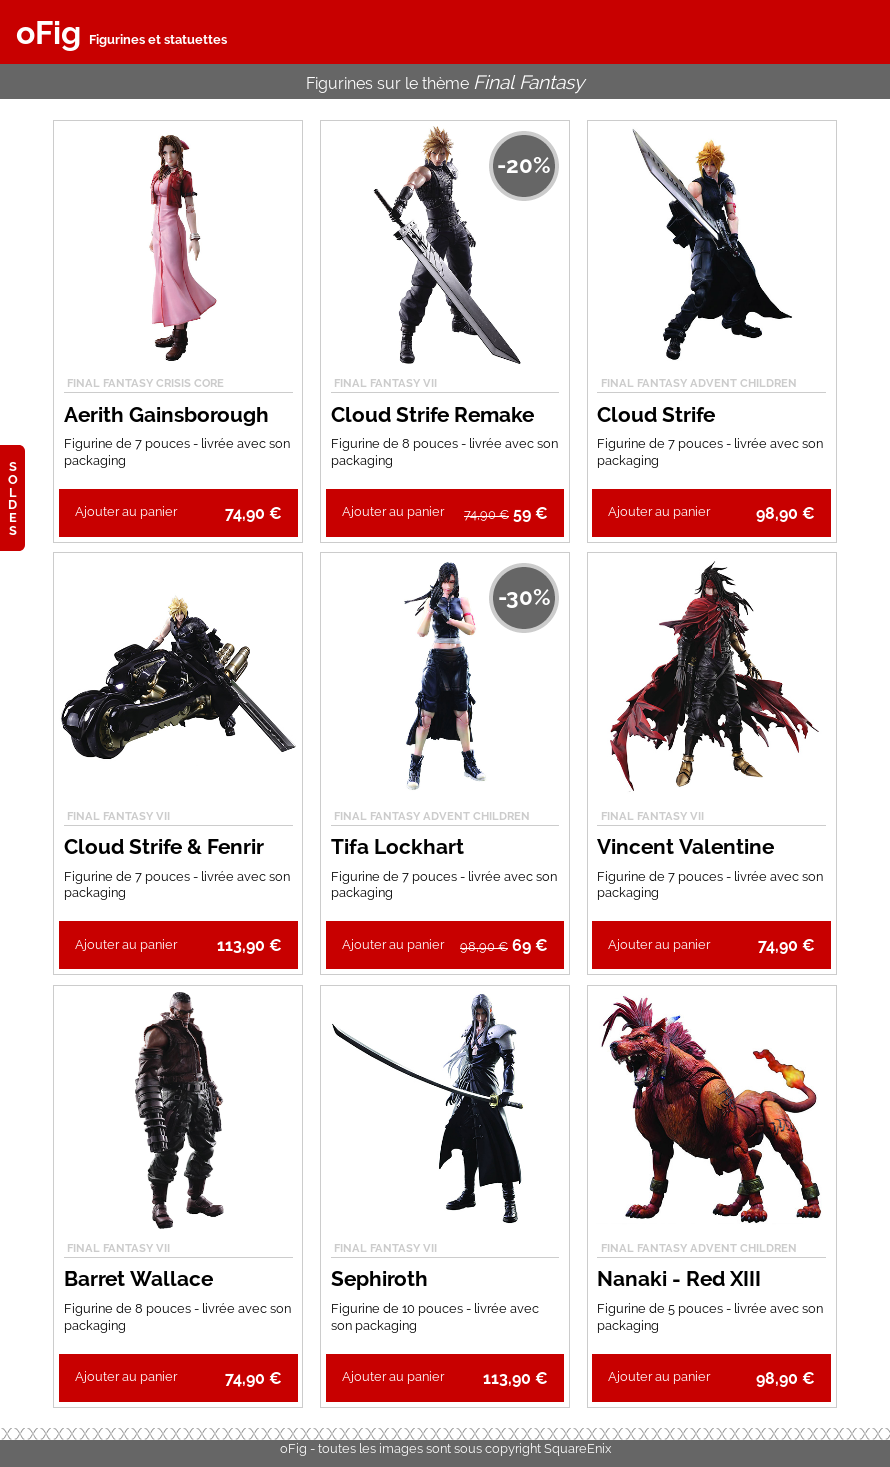 oFig Figurines et statuettes
Figurines sur le thème Final Fantasy
-20%
FINAL FANTASY CRISIS CORE
Aerith Gainsborough
Figurine de 7 pouces - livrée avec son
packaging
Ajouter au panier 74,90 €
FINAL FANTASY VII
Cloud Strife Remake
Figurine de 8 pouces - livrée avec son
packaging
Ajouter au panier 74,90 € 59 €
FINAL FANTASY ADVENT CHILDREN
Cloud Strife
Figurine de 7 pouces - livrée avec son
packaging
Ajouter au panier 98,90 €
SOLDES
FINAL FANTASY VII
Cloud Strife & Fenrir
Figurine de 7 pouces - livrée avec son
packaging
Ajouter au panier 113,90 €
-30%
FINAL FANTASY ADVENT CHILDREN
Tifa Lockhart
Figurine de 7 pouces - livrée avec son
packaging
Ajouter au panier 98,90 € 69 €
FINAL FANTASY VII
Vincent Valentine
Figurine de 7 pouces - livrée avec son
packaging
Ajouter au panier 74,90 €
FINAL FANTASY VII
Barret Wallace
Figurine de 8 pouces - livrée avec son
packaging
Ajouter au panier 74,90 €
FINAL FANTASY VII
Sephiroth
Figurine de 10 pouces - livrée avec
son packaging
Ajouter au panier 113,90 €
FINAL FANTASY ADVENT CHILDREN
Nanaki - Red XIII
Figurine de 5 pouces - livrée avec son
packaging
Ajouter au panier 98,90 €
oFig - toutes les images sont sous copyright SquareEnix